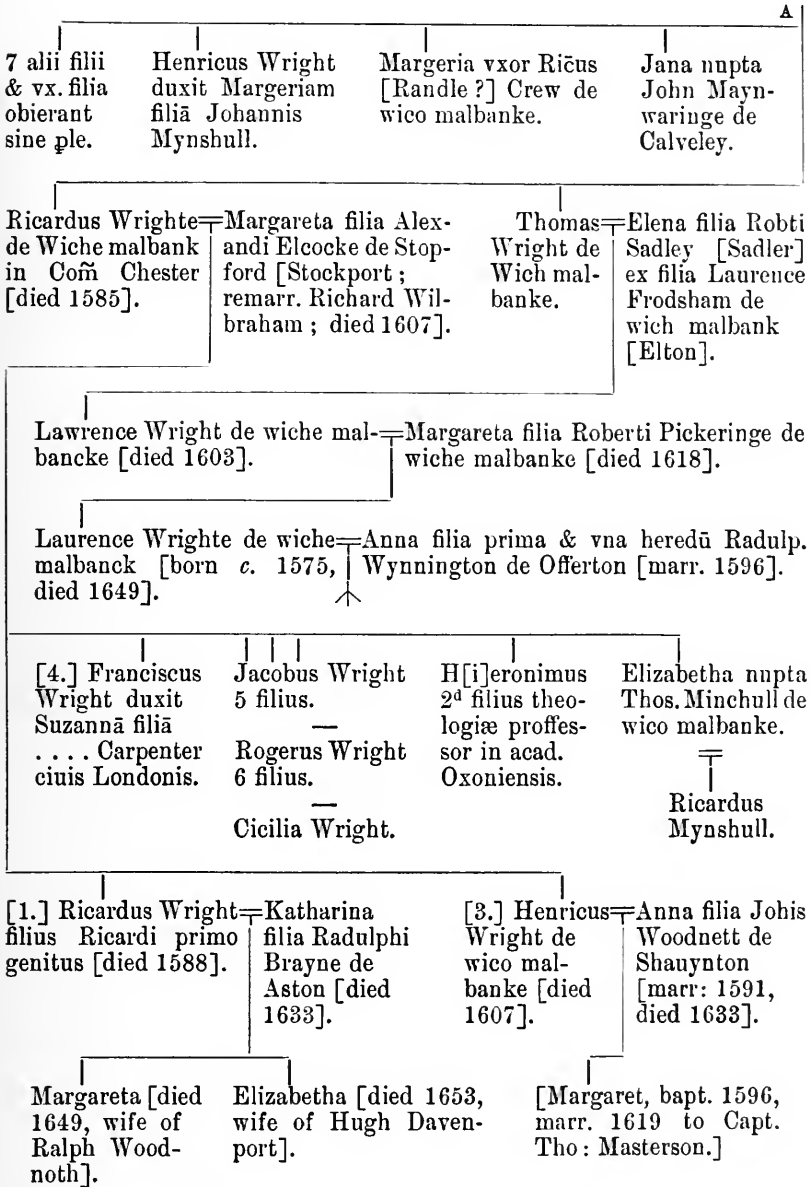 A
7 alii filii
& vx. filia
obierant
sine ꝑle.
Henricus Wright
duxit Margeriam
filiā Johannis
Mynshull.
Margeria vxor Ric̄us
[Randle ?] Crew de
wico malbanke.
Jana nupta
John Mayn-
waringe de
Calveley.
Ricardus Wrighte
de Wiche malbank
in Com̃ Chester
[died 1585].
Margareta filia Alex-
andi Elcocke de Stop-
ford [Stockport ;
remarr. Richard Wil-
braham ; died 1607].
Thomas
Wright de
Wich mal-
banke.
Elena filia Robti
Sadley [Sadler]
ex filia Laurence
Frodsham de
wich malbank
[Elton].
Lawrence Wright de wiche mal-
bancke [died 1603].
Margareta filia Roberti Pickeringe de
wiche malbanke [died 1618].
Laurence Wrighte de wiche
malbanck [born c. 1575,
died 1649].
Anna filia prima & vna heredū Radulp.
Wynnington de Offerton [marr. 1596].
[4.] Franciscus
Wright duxit
Suzannā filiā
. . . . Carpenter
ciuis Londonis.
Jacobus Wright
5 filius.
—
Rogerus Wright
6 filius.
—
Cicilia Wright.
H[i]eronimus
2ᵈ filius theo-
logiæ proffes-
sor in acad.
Oxoniensis.
Elizabetha nupta
Thos. Minchull de
wico malbanke.
Ricardus
Mynshull.
[1.] Ricardus Wright
filius Ricardi primo
genitus [died 1588].
Katharina
filia Radulphi
Brayne de
Aston [died
1633].
[3.] Henricus
Wright de
wico mal-
banke [died
1607].
Anna filia Johis
Woodnett de
Shauynton
[marr: 1591,
died 1633].
Margareta [died
1649, wife of
Ralph Wood-
noth].
Elizabetha [died 1653,
wife of Hugh Daven-
port].
[Margaret, bapt. 1596,
marr. 1619 to Capt.
Tho : Masterson.]